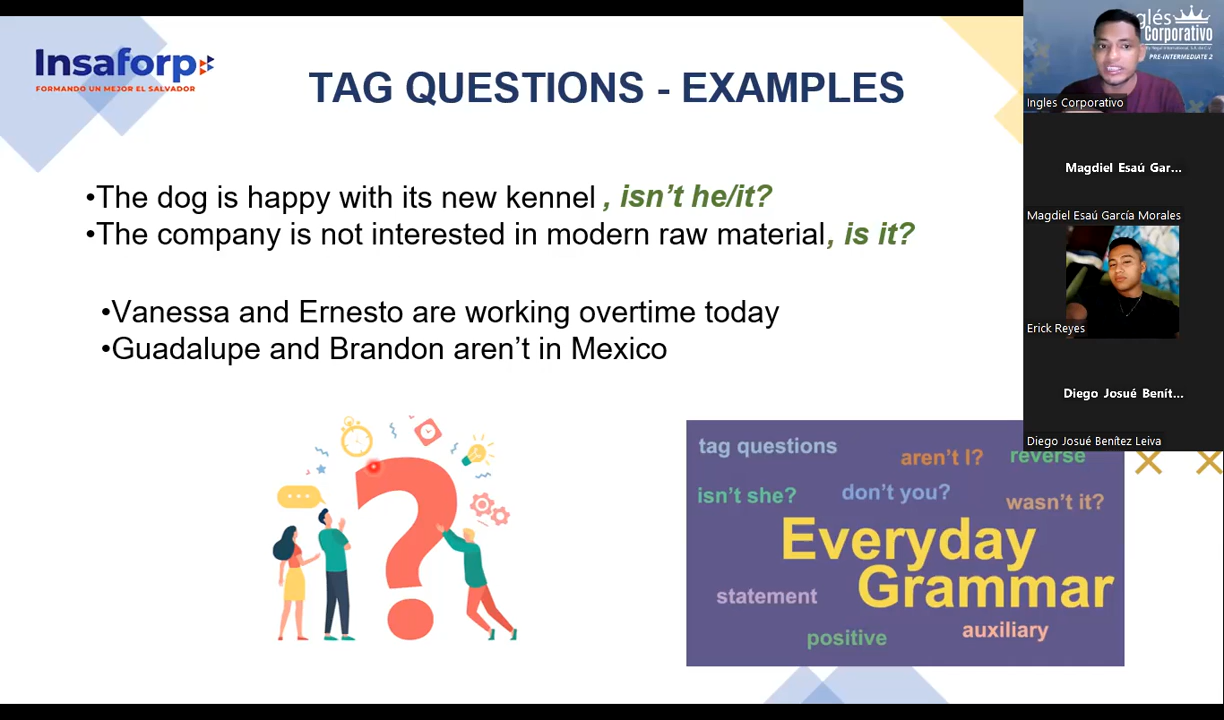 Insaforp
FORMANDO UN MEJOR EL SALVADOR
TAG QUESTIONS - EXAMPLES
•The dog is happy with its new kennel , isn’t he/it?
•The company is not interested in modern raw material, is it?
•Vanessa and Ernesto are working overtime today
•Guadalupe and Brandon aren’t in Mexico
tag questions
aren’t I?
reverse
isn’t she?
don’t you?
wasn’t it?
Everyday
Grammar
statement
positive
auxiliary
glés
Corporativo
PRE-INTERMEDIATE 2
Ingles Corporativo
Magdiel Esaú Gar...
Magdiel Esaú García Morales
Erick Reyes
Diego Josué Benít...
Diego Josué Benítez Leiva